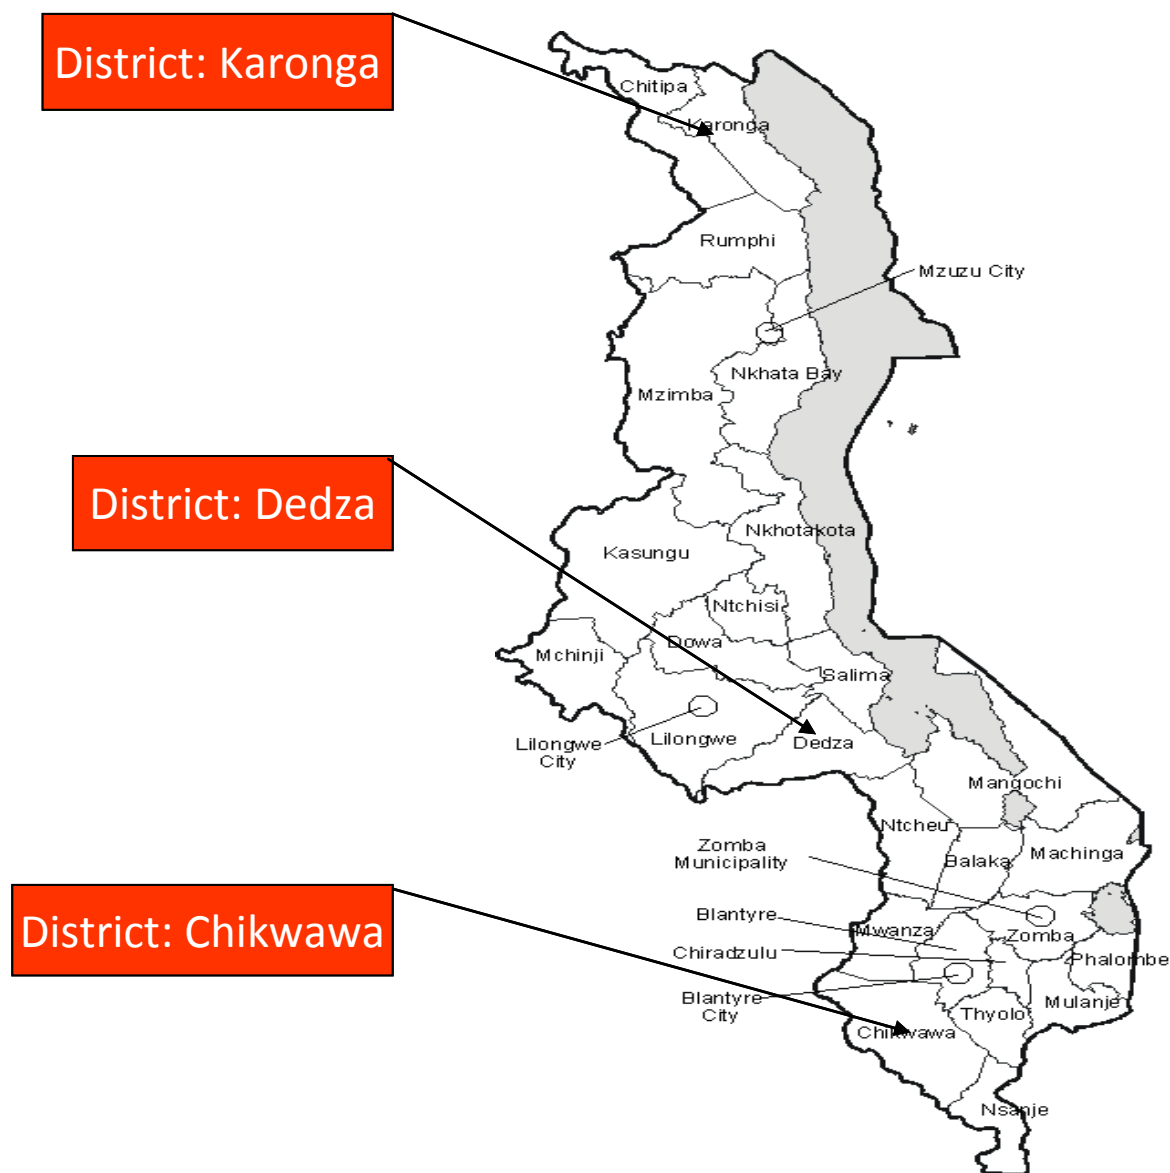 District: Karonga
Chitipa
Karonga
Rumphi
Mzuzu City
Nkhata Bay
Mzimba
District: Dedza
Nkhotakota
Kasungu
Ntchisi
Dowa
Mchinji
Salima
Lilongwe
Dedza
Lilongwe
City
Mangochi
Ntcheu
Zomba
Municipality
Balaka
Machinga
District: Chikwawa
Blantyre
Mwanza
Zomba
Chiradzulu
Phalombe
Blantyre
City
Mulanje
Thyolo
Chikwawa
Nsanje